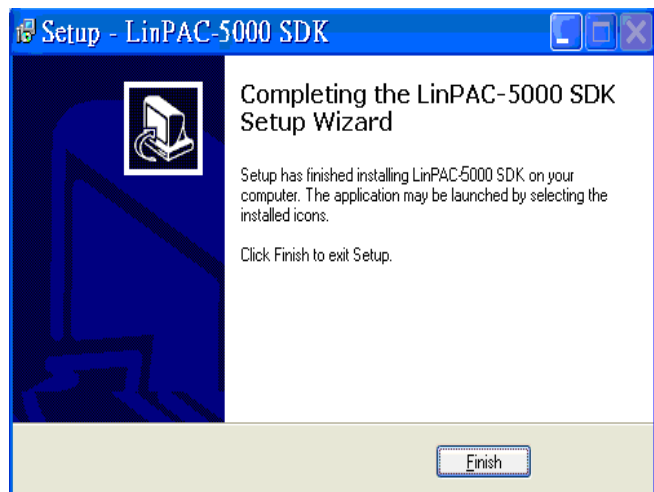 Setup - LinPAC-5000 SDK
Completing the LinPAC-5000 SDK
Setup Wizard
Setup has finished installing LinPAC-5000 SDK on your
computer. The application may be launched by selecting the
installed icons.
Click Finish to exit Setup.
Finish